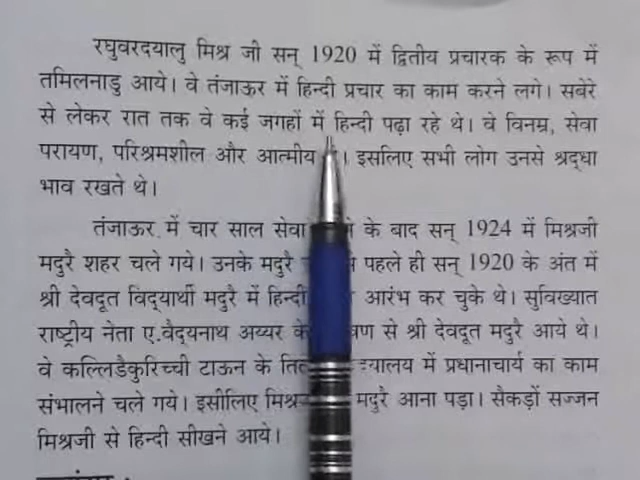 रघुवरदयालु मिश्र जी सन् 1920 में द्वितीय प्रचारक के रूप में
तमिलनाडु आये। वे तंजाऊर में हिन्दी प्रचार का काम करने लगे। सबेरे
से लेकर रात तक वे कई जगहों में हिन्दी पढ़ा रहे थे। वे विनम्र, सेवा
परायण, परिश्रमशील और आत्मीय । इसलिए सभी लोग उनसे श्रद्धा
भाव रखते थे।
तंजाऊर में चार साल के बाद सन् 1924 में मिश्रजी
मदुरै शहर चले गये। उनके मदुरै पहले ही सन् 1920 के अंत में
श्री देवदूत विद्यार्थी मदुरै में हिन्दी आरंभ कर चुके थे। सुविख्यात
राष्ट्रीय नेता ए.वैद्यनाथ अय्यर से श्री देवदूत मदुरै आये थे।
वे कल्लिडैकुरिच्ची टाऊन के में प्रधानाचार्य का काम
संभालने चले गये। इसीलिए मदुरै आना पड़ा। सैकड़ों सज्जन
मिश्रजी से हिन्दी सीखने आये।